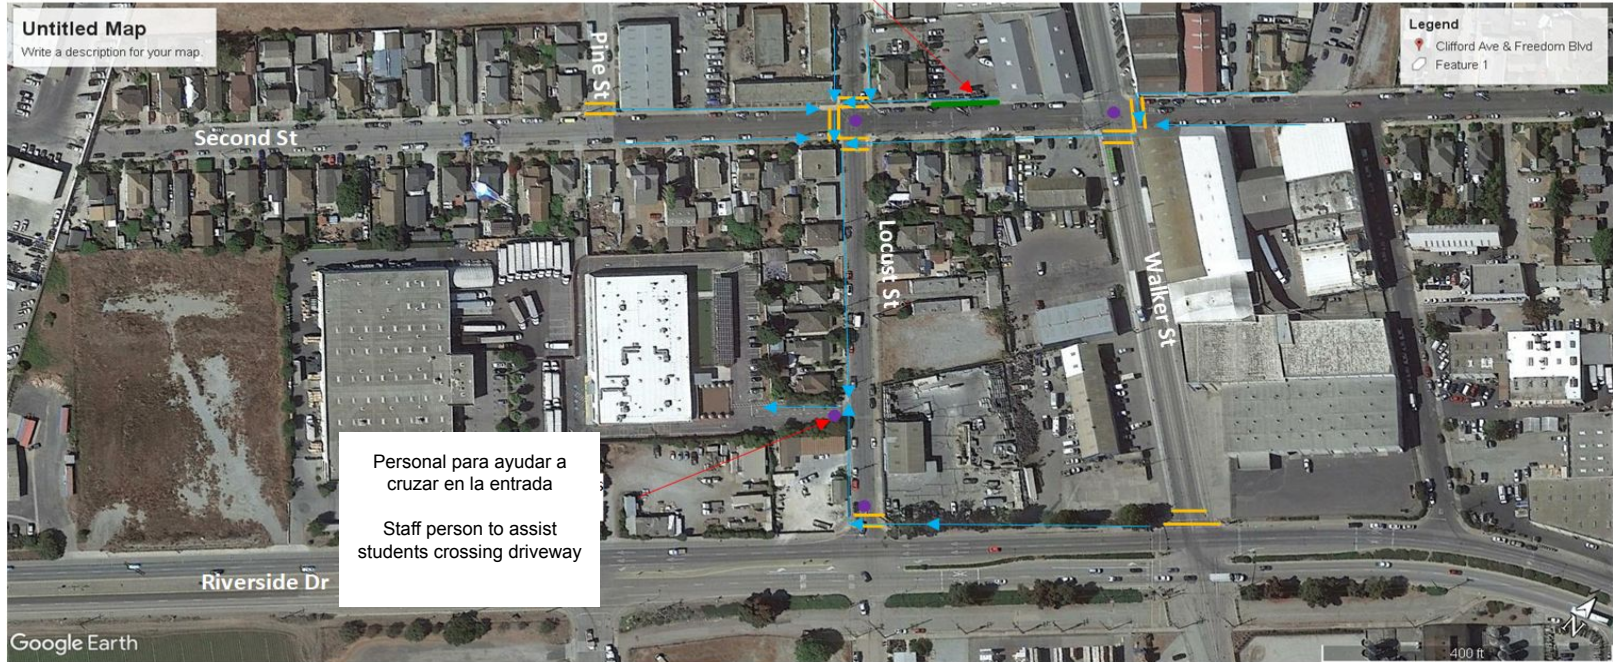 Untitled Map
Write a description for your map.
Legend
Clifford Ave & Freedom Blvd
Feature 1
Pine St
Second St
Locust St
Walker St
Personal para ayudar a
cruzar en la entrada
Staff person to assist
students crossing driveway
Riverside Dr
Google Earth
N
400 ft